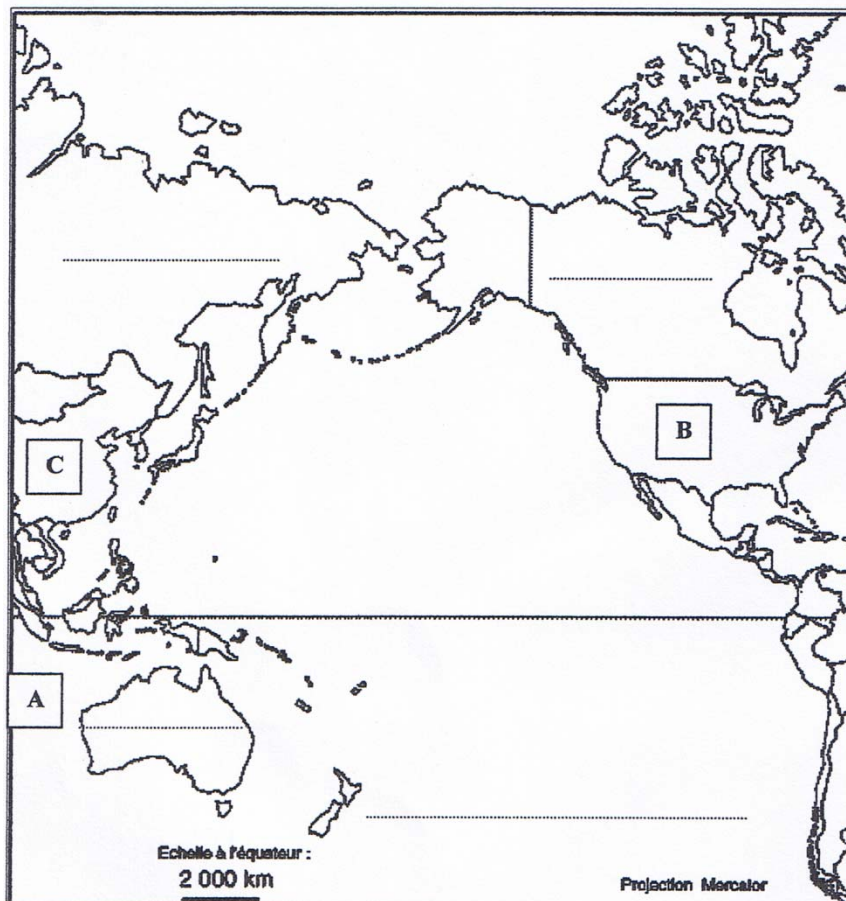 B
C
A
Echelle à l'équateur :
2 000 km
Projection Mercator